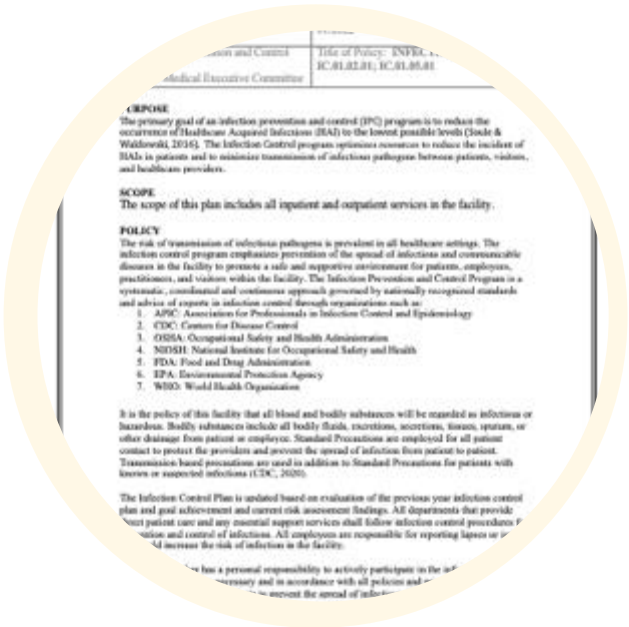 and Control
Title of Policy: INFEC
IC.01.02.01; IC.01.05.01
Medical Executive Committee
PURPOSE
The primary goal of an infection prevention and control (IPC) program is to reduce the
occurrence of Healthcare Acquired Infections (HAI) to the lowest possible levels (Soule &
2016). The Infection Control program optimizes resources to reduce the incident of
HAIs in patients and to minimize transmission of infectious pathogens between patients, visitors,
and healthcare providers.
SCOPE
The scope of this plan includes all inpatient and outpatient services in the facility.
POLICY
The risk of transmission of infectious pathogens is prevalent in all healthcare settings. The
infection control program emphasizes prevention of the spread of infections and communicable
diseases in the facility to promote a safe and supportive environment for patients, employees,
practitioners, and visitors within the facility. The Infection Prevention and Control Program is a
systematic, coordinated and continuous approach governed by nationally recognized standards
and advice of experts in infection control through organizations such as:
1. APIC: Association for Professionals in Infection Control and Epidemiology
2. CDC: Centers for Disease Control
3. OSHA: Occupational Safety and Health Administration
4. NIOSH: National Institute for Occupational Safety and Health
5. FDA: Food and Drug Administration
6. EPA: Environmental Protection Agency
7. WHO: World Health Organization
It is the policy of this facility that all blood and bodily substances will be regarded as infectious or
hazardous. Bodily substances include all bodily fluids, excretions, secretions, tissues, sputum, or
other drainage from patient or employee. Standard Precautions are employed for all patient
contact to protect the providers and prevent the spread of infection from patient to patient.
Transmission based precautions are used in addition to Standard Precautions for patients with
known or suspected infections (CDC, 2020).
The Infection Control Plan is updated based on evaluation of the previous year infection control
plan and goal achievement and current risk assessment findings. All departments that provide
direct patient care and any essential support services shall follow infection control procedures
and control of infections. All employees are responsible for reporting lapses or
increase the risk of infection in the facility.
has a personal responsibility to actively participate in the
and in accordance with all policies and
to prevent the spread of